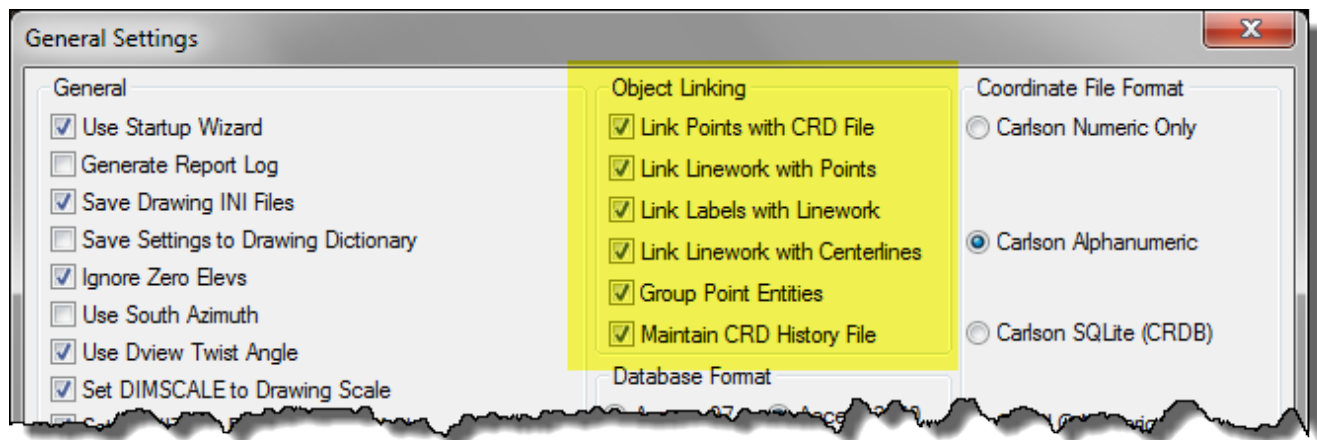 General Settings
General
Use Startup Wizard
Generate Report Log
Save Drawing INI Files
Save Settings to Drawing Dictionary
Ignore Zero Elevs
Use South Azimuth
Use Dview Twist Angle
Set DIMSCALE to Drawing Scale
Object Linking
Link Points with CRD File
Link Linework with Points
Link Labels with Linework
Link Linework with Centerlines
Group Point Entities
Maintain CRD History File
Database Format
Coordinate File Format
Carlson Numeric Only
Carlson Alphanumeric
Carlson SQLite (CRDB)